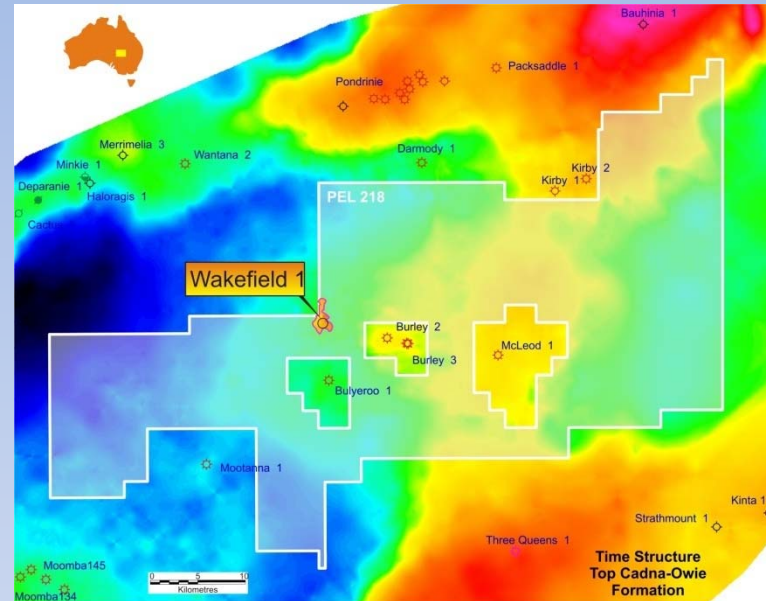 Bauhinia 1
Packsaddle 1
Pondrinie
Merrimelia 3
Wantana 2
Darmody 1
Minkie 1
Kirby 2
Deparanie 1
Haloragis 1
Kirby 1
PEL 218
Wakefield 1
Burley 2
McLeod 1
Burley 3
Bulyeroo 1
Mootanna 1
Kinta 1
Strathmount 1
Three Queens 1
Time Structure
Top Cadna-Owie
Formation
Moomba145
Moomba134
0 5 10
Kilometres